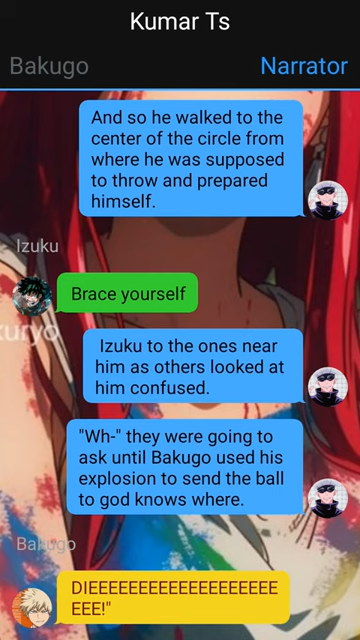 Kumar Ts
Bakugo
Narrator
And so he walked to the
center of the circle from
where he was supposed
to throw and prepared
himself.
Izuku
Brace yourself
kuryo
Izuku to the ones near
him as others looked at
him confused.
"Wh-" they were going to
ask until Bakugo used his
explosion to send the ball
to god knows where.
Bakugo
DIEEEEEEEEEEEEEEEEEEE
EEE!"